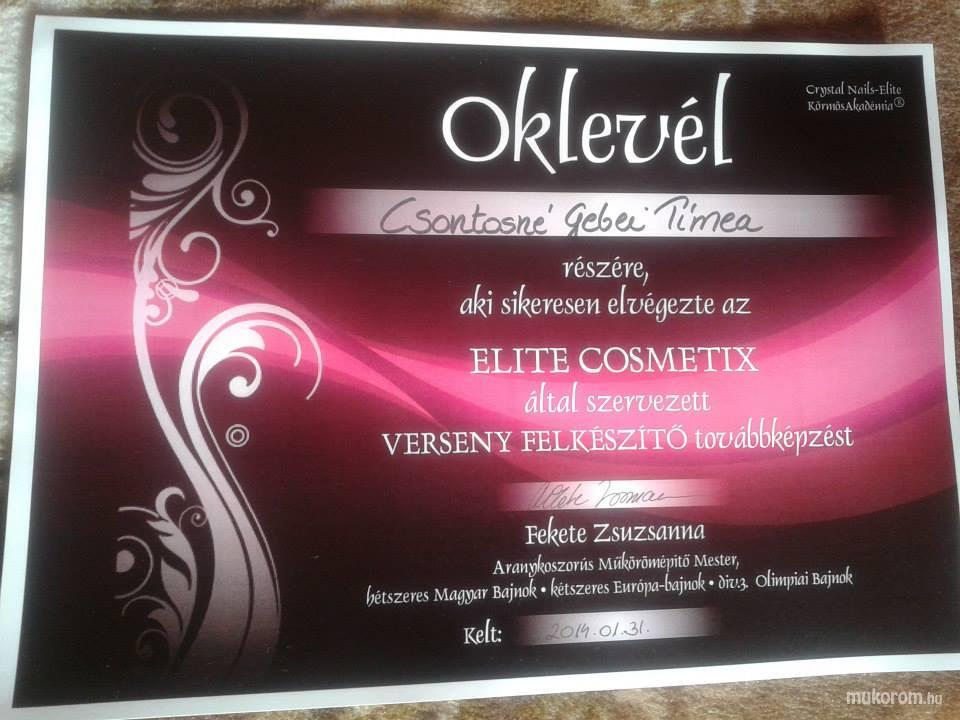 Oklevél
Crystal Nails-Elite
KörmösAkadémia®
Csontosné Gebei Tímea
részére,
aki sikeresen elvégezte az
ELITE COSMETIX
által szervezett
VERSENY FELKÉSZÍTŐ továbbképzést
Fekete Zsuzsanna
Aranykoszorús Műkörömépítő Mester,
hétszeres Magyar Bajnok • kétszeres Európa-bajnok • div.3. Olimpiai Bajnok
Kelt: 2014.01.31.
mukorom.hu